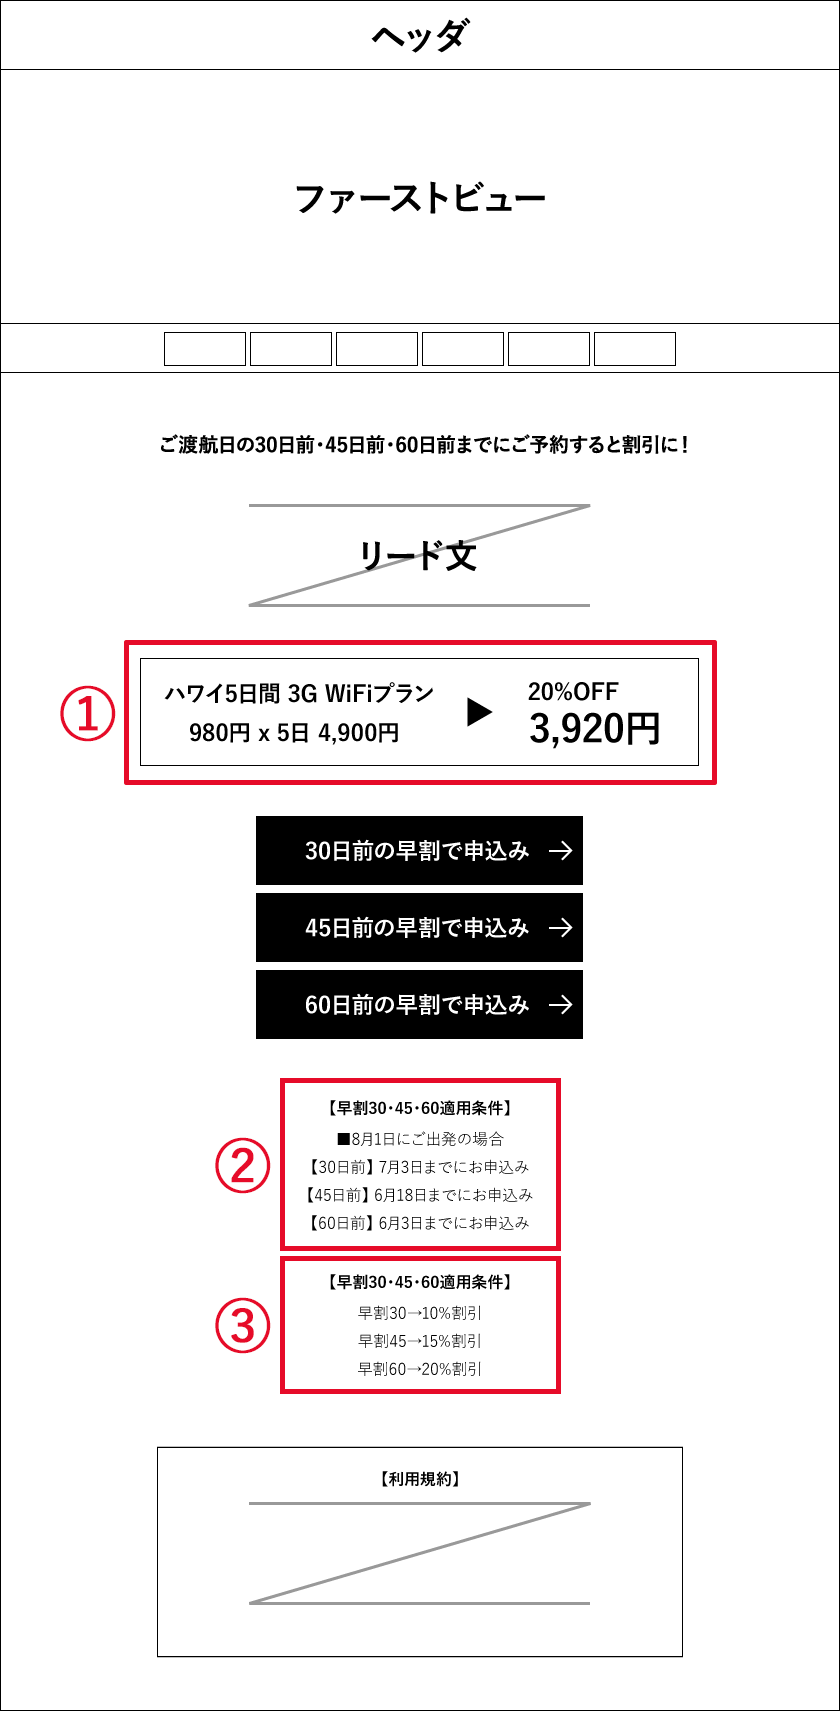 ヘッダ
ファーストビュー
ご渡航日の30日前・45日前・60日前までにご予約すると割引に！
リード文
①
ハワイ5日間 3G WiFiプラン
980円 x 5日 4,900円
▶
20%OFF
3,920円
30日前の早割で申込み →
45日前の早割で申込み →
60日前の早割で申込み →
②
【早割30・45・60適用条件】
■8月1日にご出発の場合
【30日前】7月3日までにお申込み
【45日前】6月18日までにお申込み
【60日前】6月3日までにお申込み
③
【早割30・45・60適用条件】
早割30→10%割引
早割45→15%割引
早割60→20%割引
【利用規約】